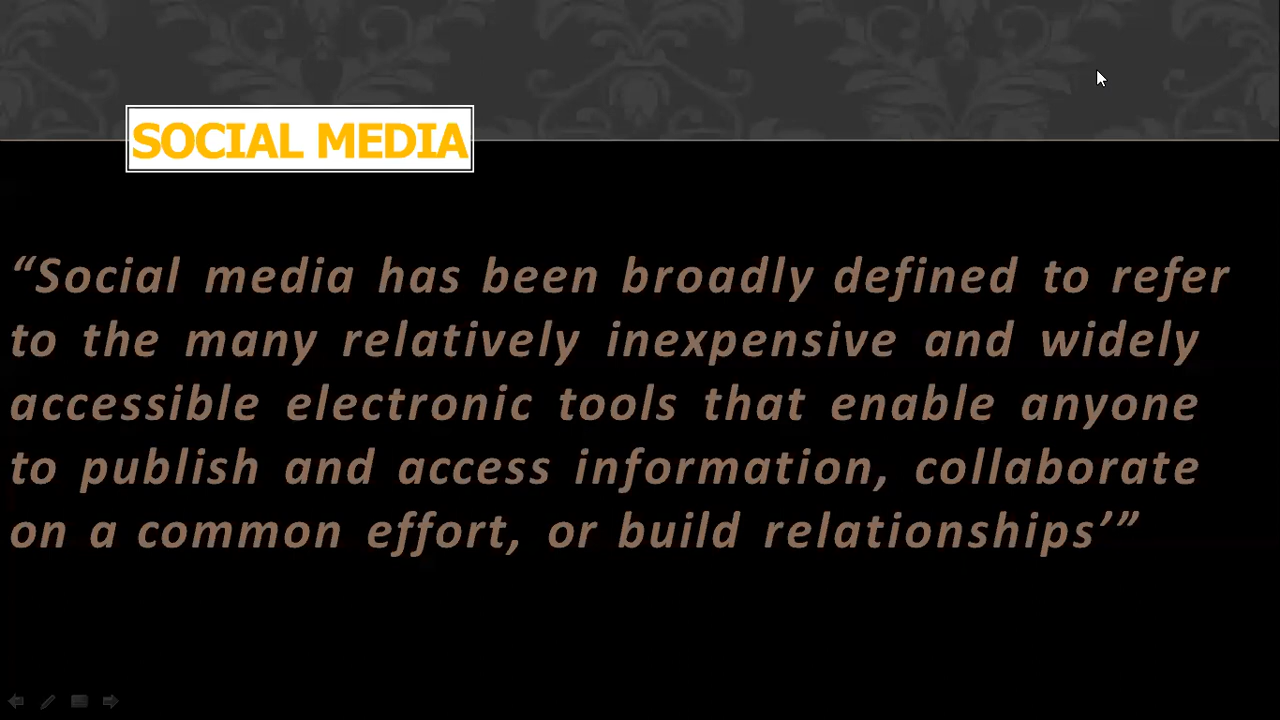 SOCIAL MEDIA
“Social media has been broadly defined to refer
to the many relatively inexpensive and widely
accessible electronic tools that enable anyone
to publish and access information, collaborate
on a common effort, or build relationships’”